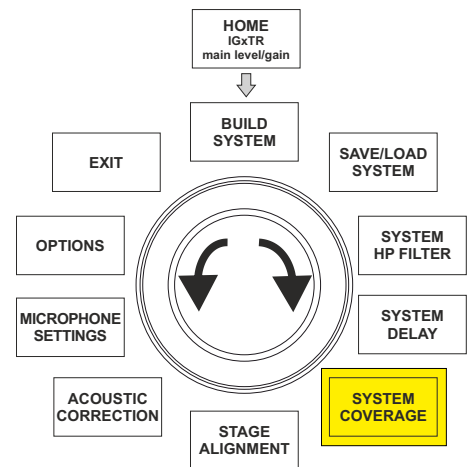 HOME
IGxTR
main level/gain
BUILD
SYSTEM
EXIT
SAVE/LOAD
SYSTEM
OPTIONS
SYSTEM
HP FILTER
MICROPHONE
SETTINGS
SYSTEM
DELAY
ACOUSTIC
CORRECTION
SYSTEM
COVERAGE
STAGE
ALIGNMENT